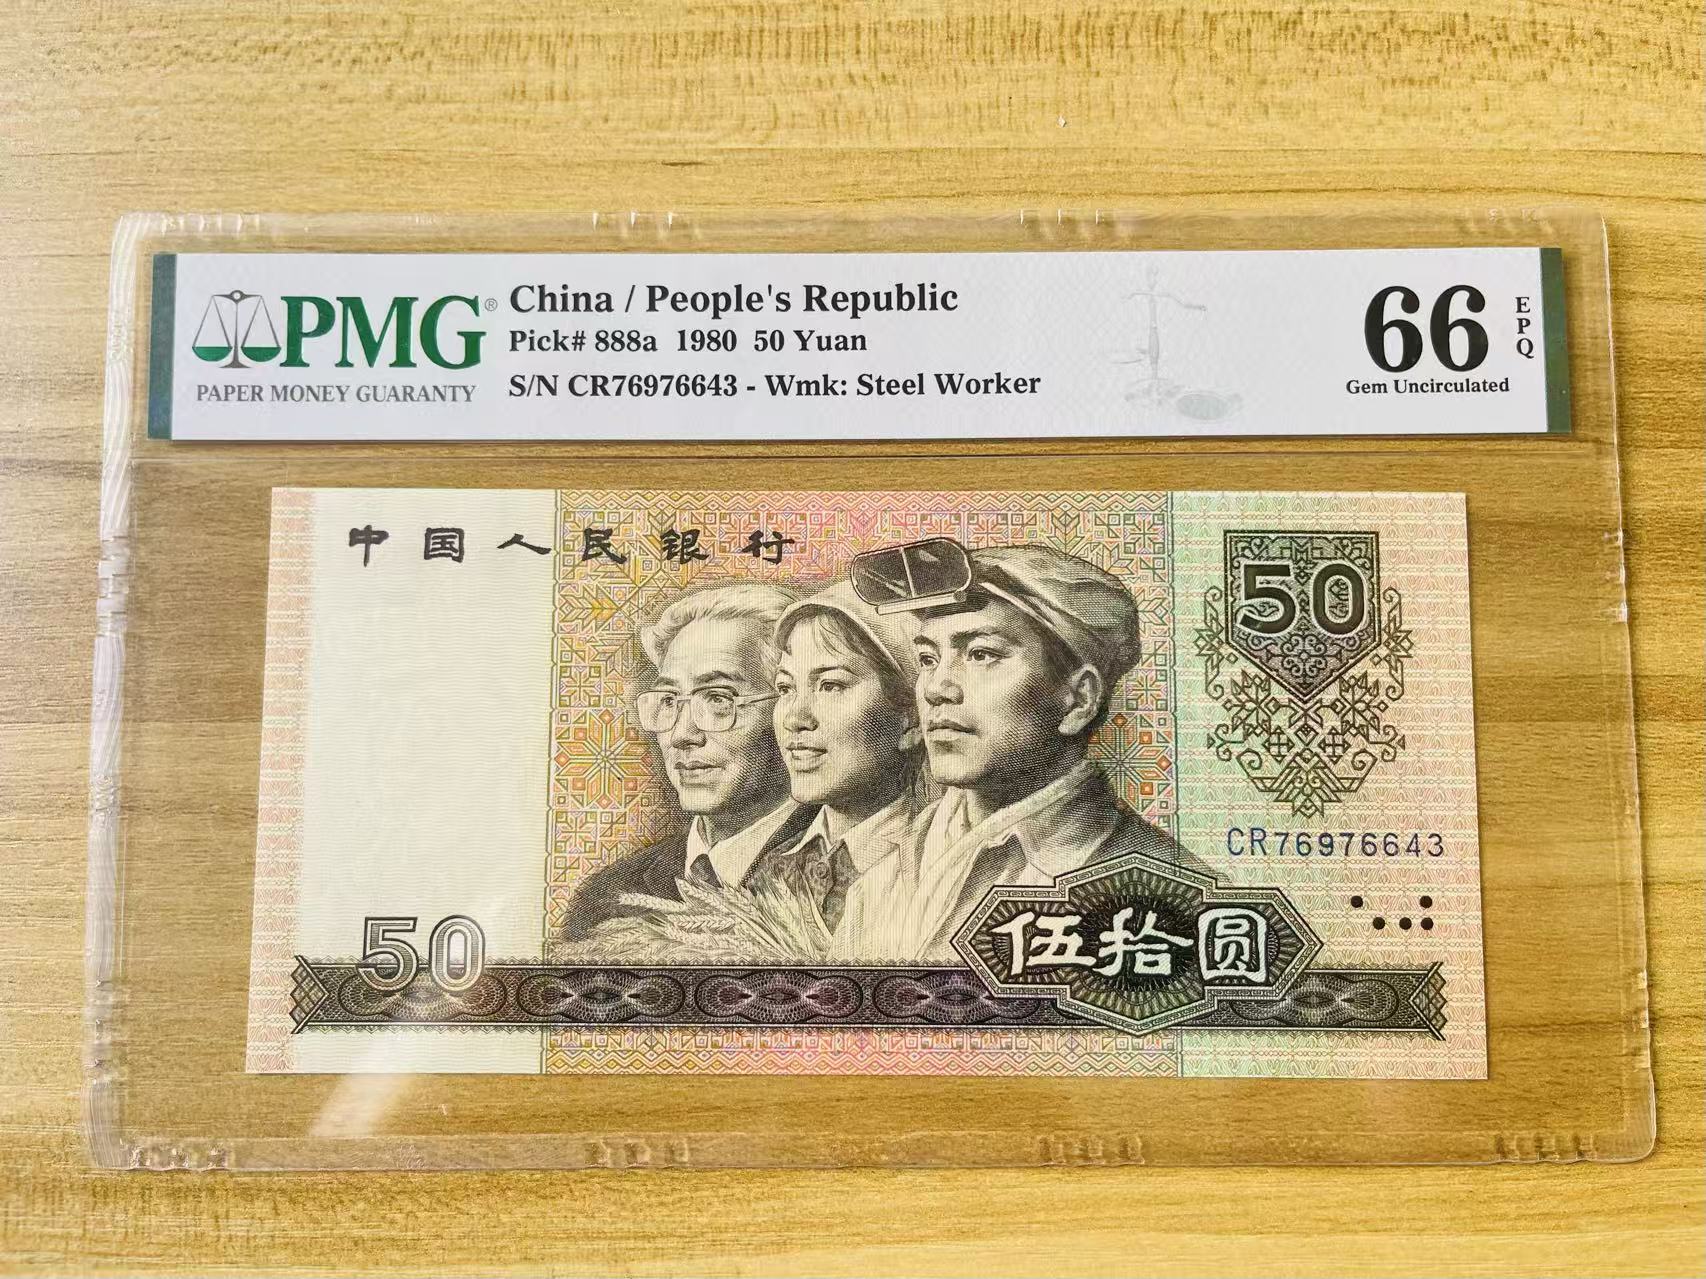 PMG®
PAPER MONEY GUARANTY
China / People's Republic
Pick# 888a 1980 50 Yuan
S/N CR76976643 - Wmk: Steel Worker
66 EPQ
Gem Uncirculated
中国人民银行
50
CR76976643
50
伍拾圆